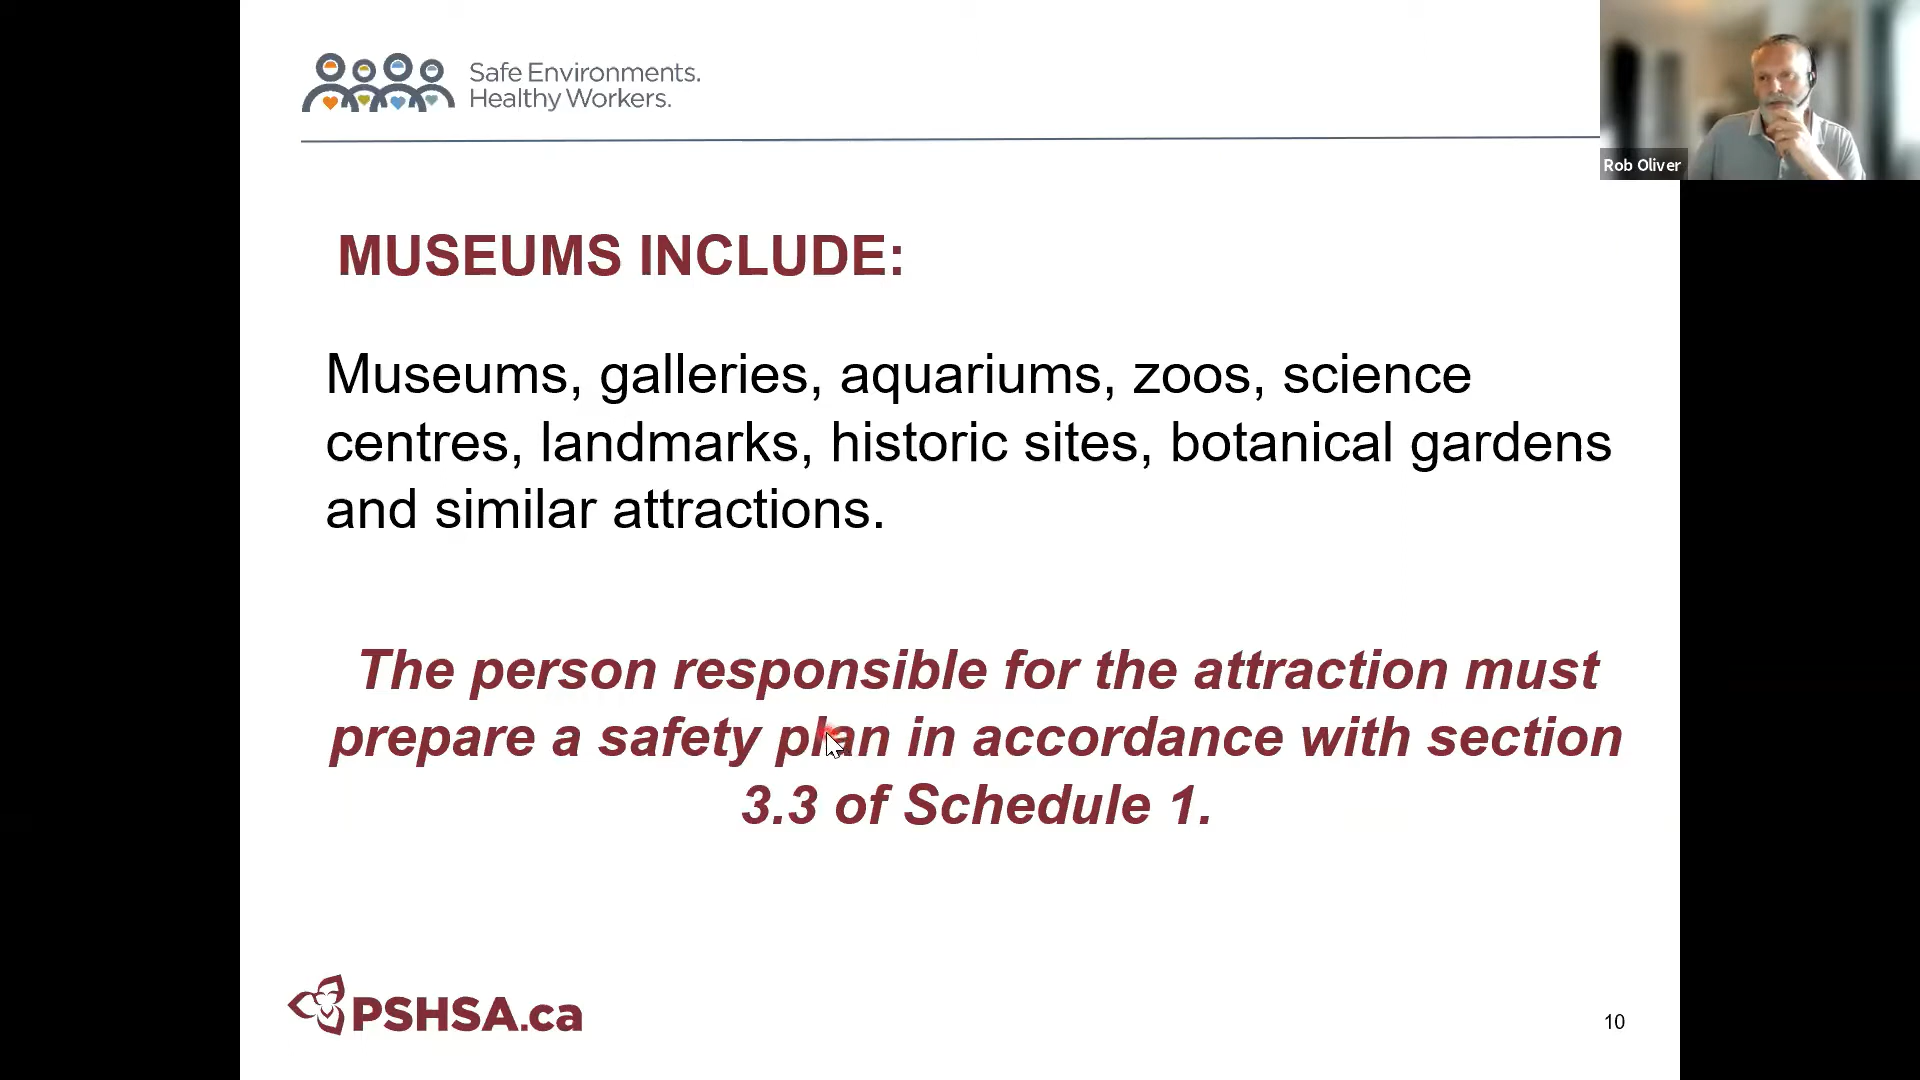 Safe Environments.
Healthy Workers.
Rob Oliver
MUSEUMS INCLUDE:
Museums, galleries, aquariums, zoos, science
centres, landmarks, historic sites, botanical gardens
and similar attractions.
The person responsible for the attraction must
prepare a safety plan in accordance with section
3.3 of Schedule 1.
PSHSA.ca
10